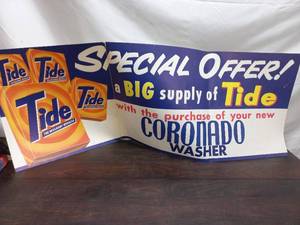 SPECIAL OFFER!
a BIG supply of Tide
with the purchase of your new
CORONADO
WASHER
Tide
Tide
Tide
Tide